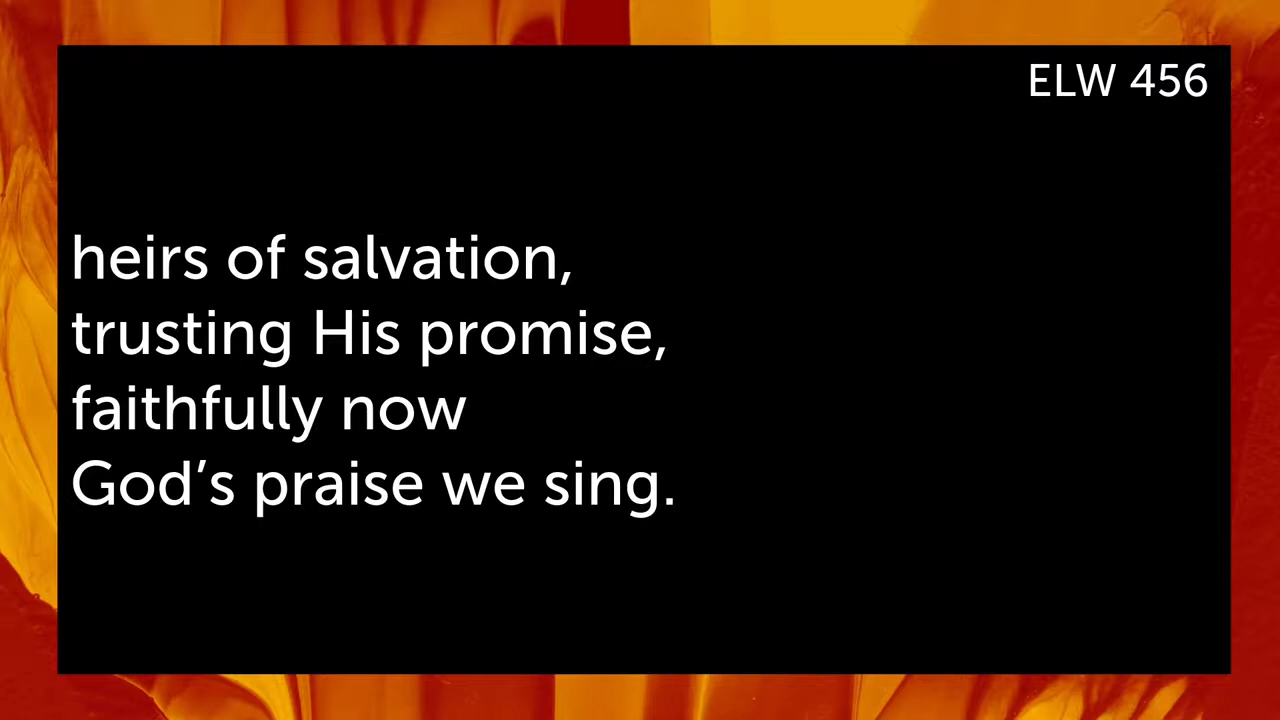 ELW 456
heirs of salvation,
trusting His promise,
faithfully now
God’s praise we sing.